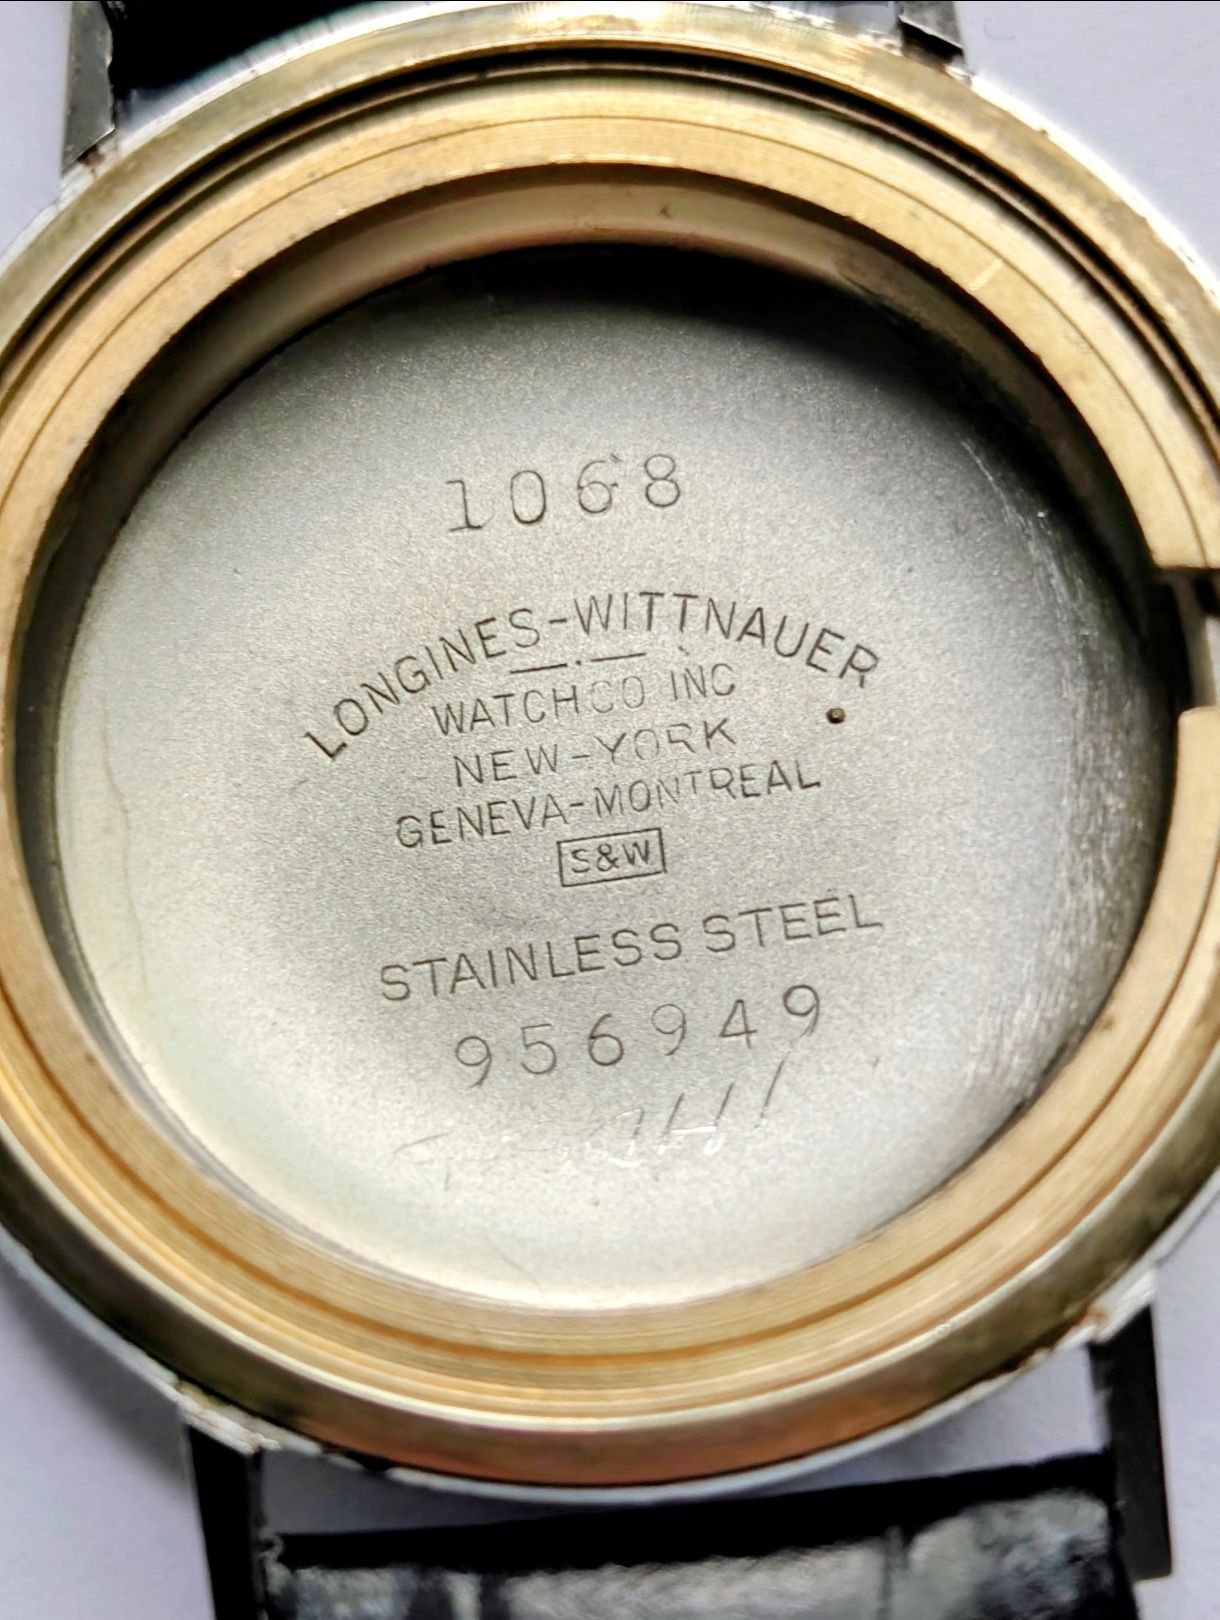 1068
LONGINES-WITTNAUER
WATCH CO INC
NEW-YORK
GENEVA-MONTREAL
S&W
STAINLESS STEEL
956949